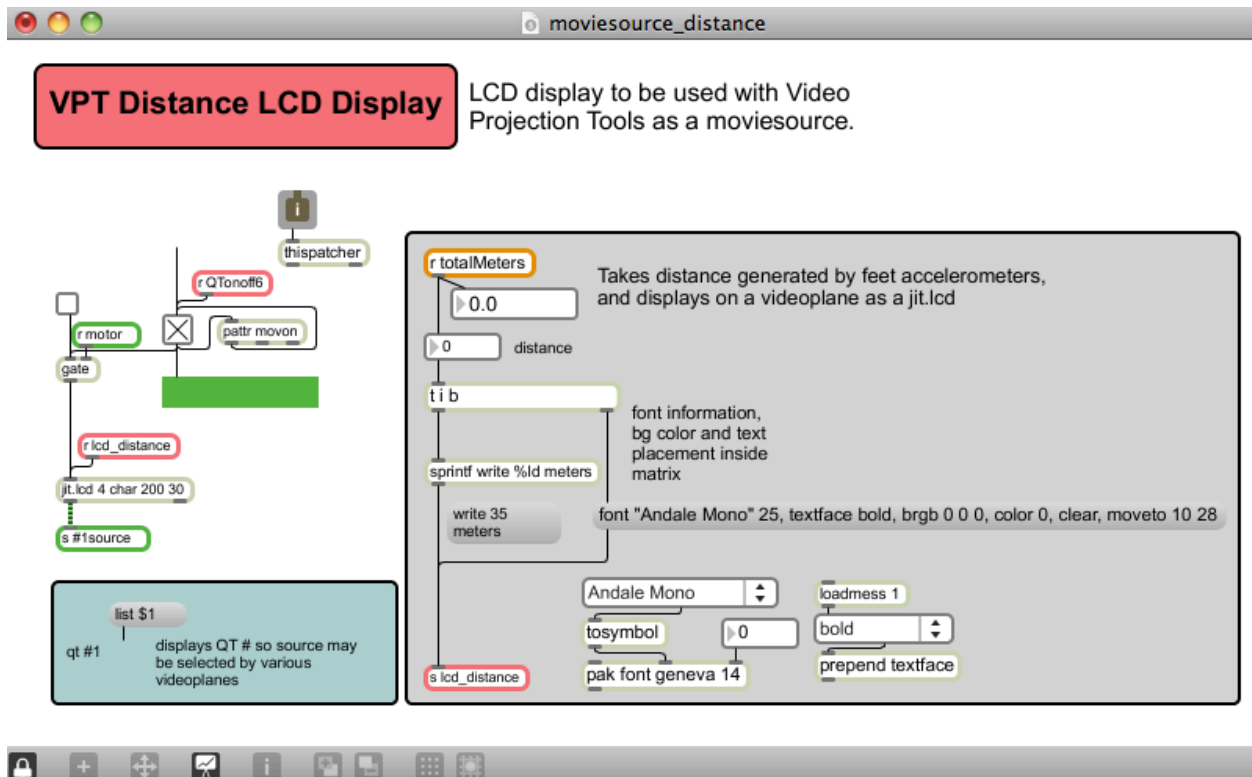 moviesource_distance
VPT Distance LCD Display
LCD display to be used with Video
Projection Tools as a moviesource.
i
thispatcher
r QTonoff6
r motor
pattr movon
gate
r lcd_distance
jit.lcd 4 char 200 30
s #1source
list $1
qt #1
displays QT # so source may
be selected by various
videoplanes
r totalMeters
0.0
Takes distance generated by feet accelerometers,
and displays on a videoplane as a jit.lcd
0
distance
t i b
font information,
bg color and text
placement inside
matrix
sprintf write %ld meters
write 35
meters
font "Andale Mono" 25, textface bold, brgb 0 0 0, color 0, clear, moveto 10 28
Andale Mono
loadmess 1
tosymbol
0
bold
pak font geneva 14
prepend textface
s lcd_distance
i